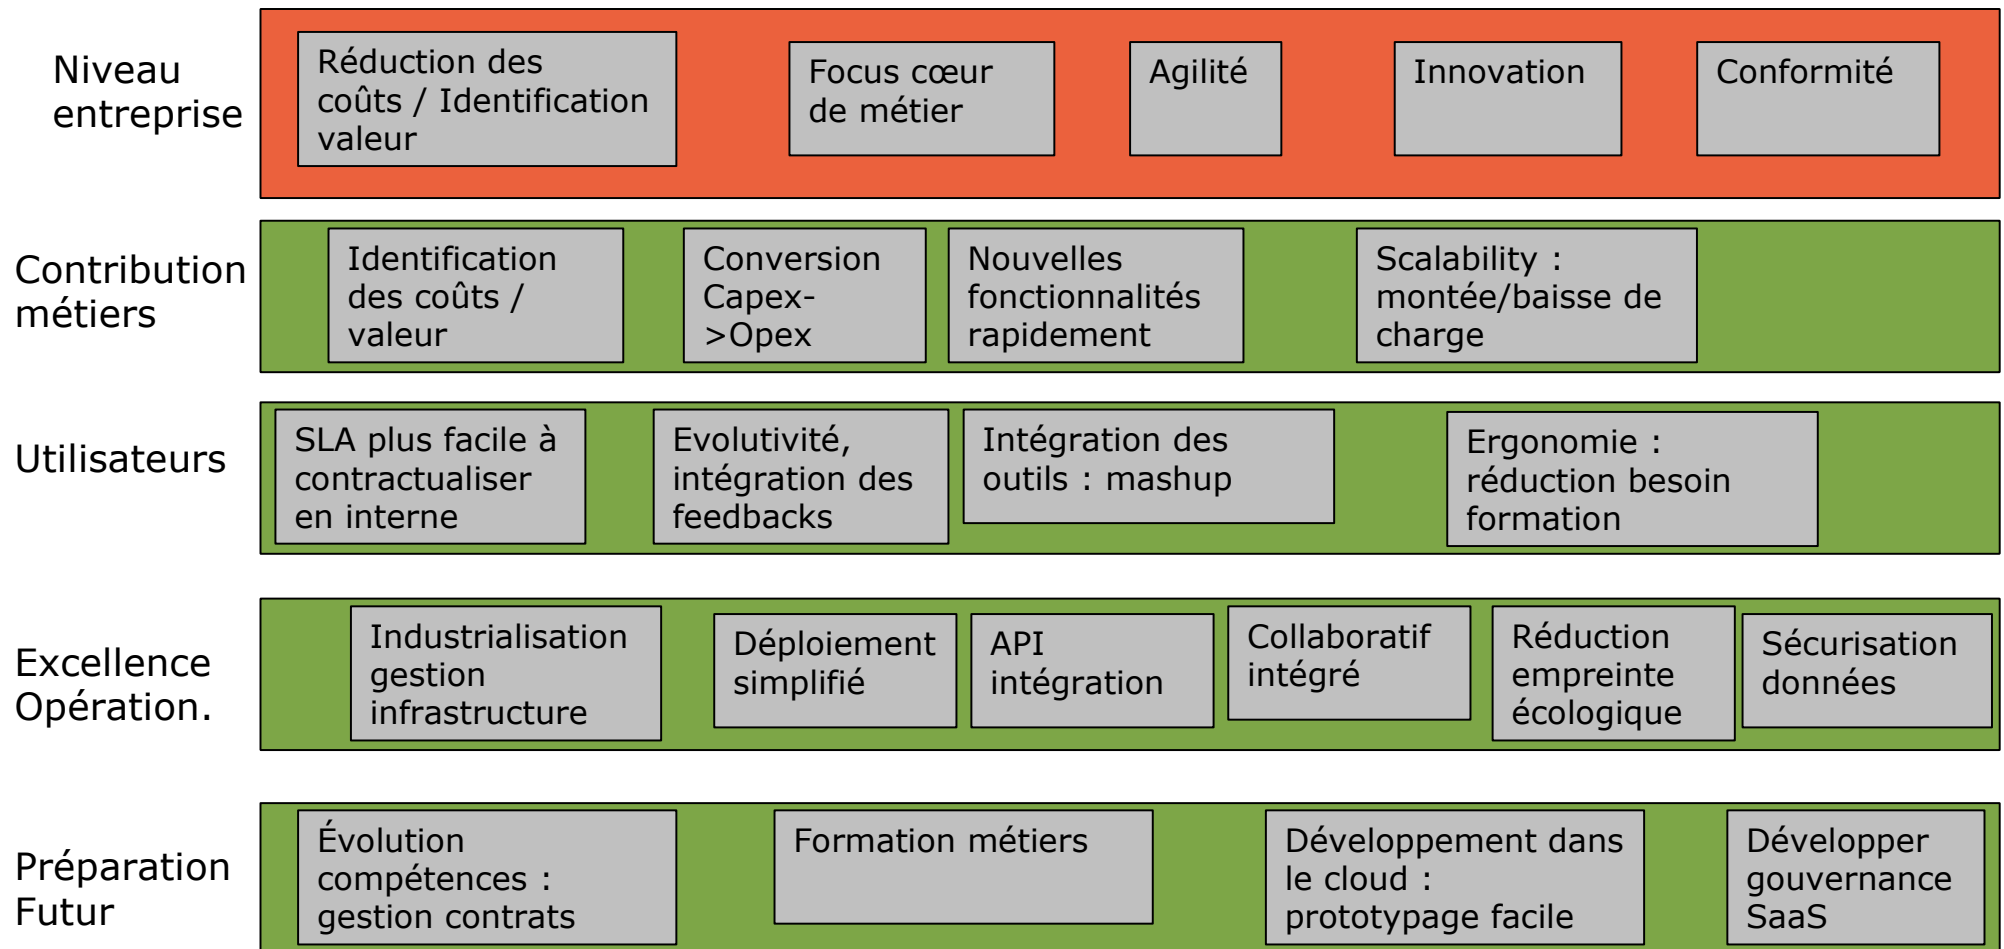 Niveau
entreprise
Réduction des
coûts / Identification
valeur
Focus cœur
de métier
Agilité
Innovation
Conformité
Contribution
métiers
Identification
des coûts /
valeur
Conversion
Capex-
>Opex
Nouvelles
fonctionnalités
rapidement
Scalability :
montée/baisse de
charge
Utilisateurs
SLA plus facile à
contractualiser
en interne
Evolutivité,
intégration des
feedbacks
Intégration des
outils : mashup
Ergonomie :
réduction besoin
formation
Excellence
Opération.
Industrialisation
gestion
infrastructure
Déploiement
simplifié
API
intégration
Collaboratif
intégré
Réduction
empreinte
écologique
Sécurisation
données
Préparation
Futur
Évolution
compétences :
gestion contrats
Formation métiers
Développement dans
le cloud :
prototypage facile
Développer
gouvernance
SaaS